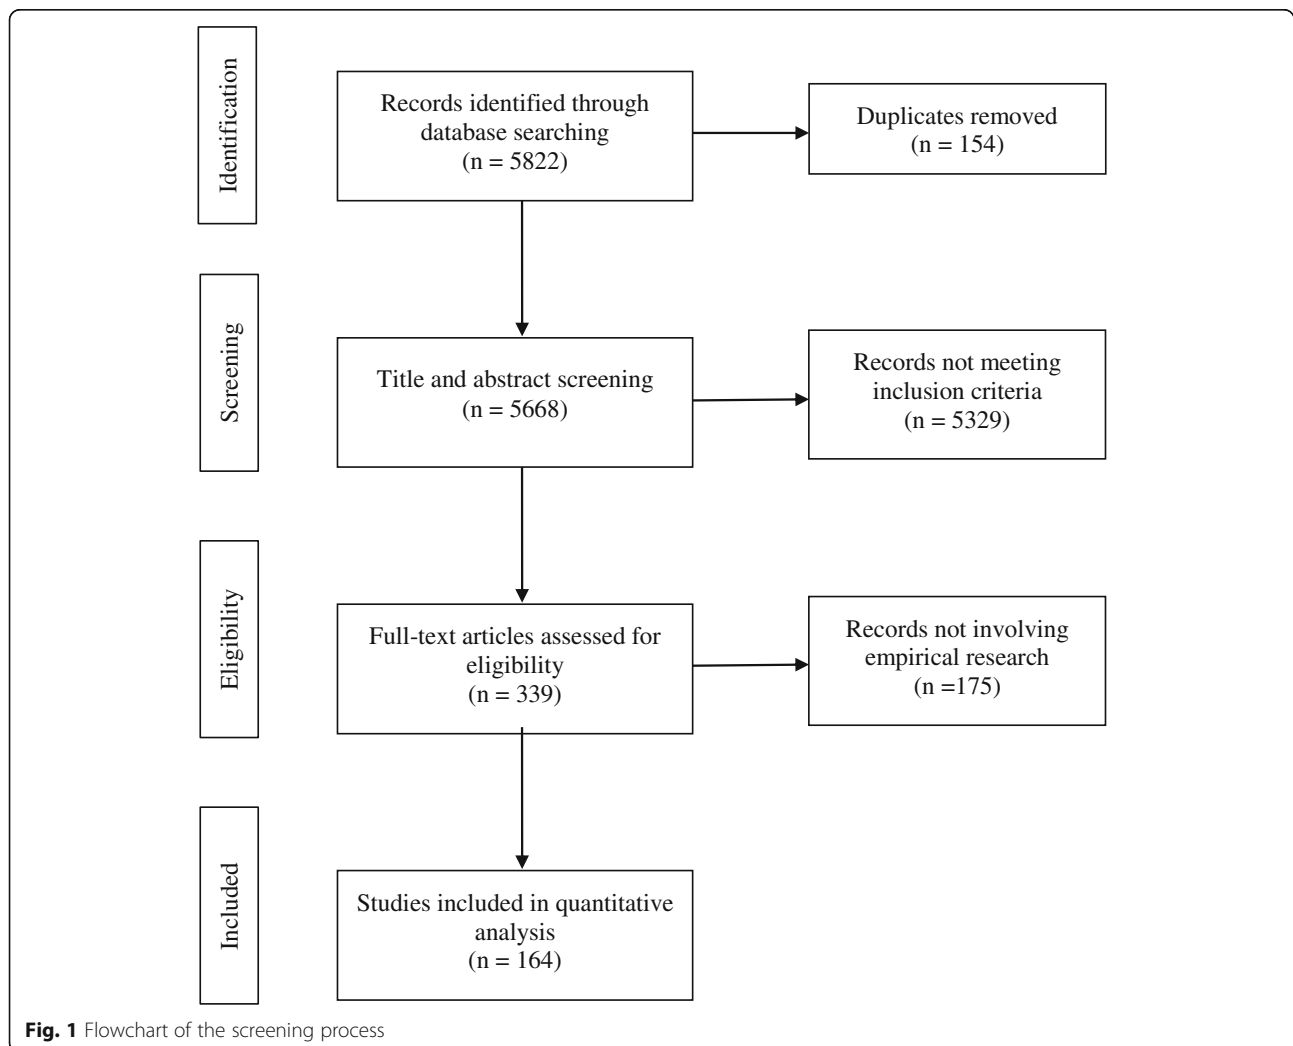 Identification
Records identified through
database searching
(n = 5822)
Duplicates removed
(n = 154)
Screening
Title and abstract screening
(n = 5668)
Records not meeting
inclusion criteria
(n = 5329)
Eligibility
Full-text articles assessed for
eligibility
(n = 339)
Records not involving
empirical research
(n =175)
Included
Studies included in quantitative
analysis
(n = 164)
Fig. 1 Flowchart of the screening process